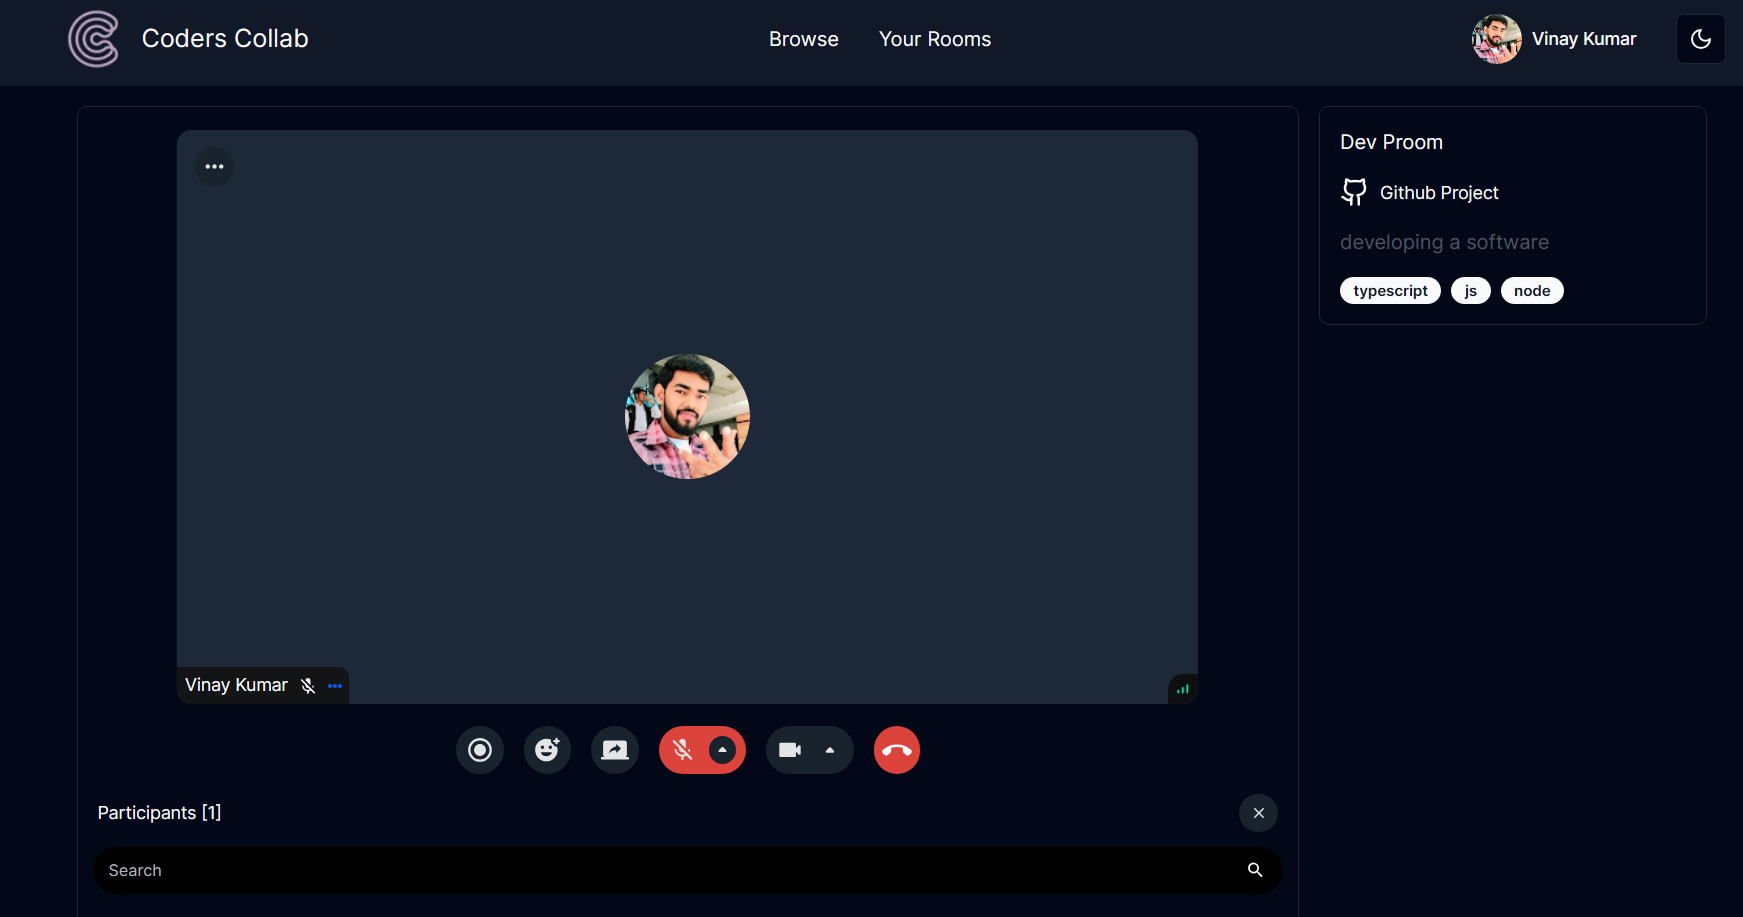 Coders Collab
Browse
Your Rooms
Vinay Kumar
Dev Proom
Github Project
developing a software
typescript js node
Vinay Kumar
Participants [1]
Search